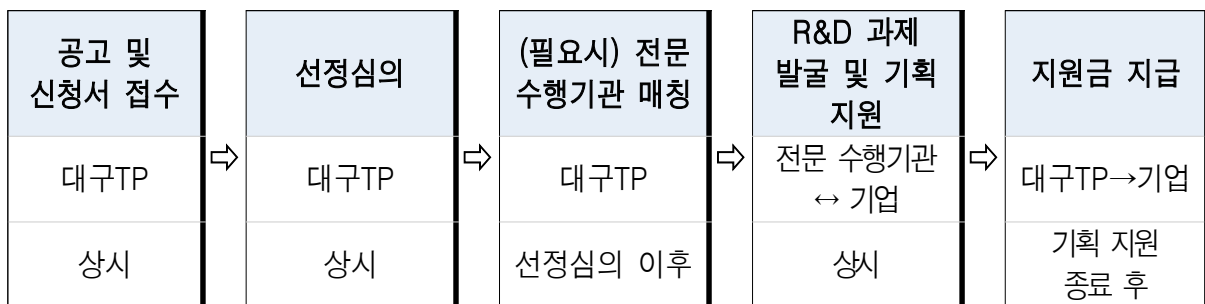 공고 및
신청서 접수
대구TP
상시
⇨
선정심의
대구TP
상시
⇨
(필요시) 전문
수행기관 매칭
대구TP
선정심의 이후
⇨
R&D 과제
발굴 및 기획
지원
전문 수행기관
↔ 기업
상시
⇨
지원금 지급
대구TP→기업
기획 지원
종료 후